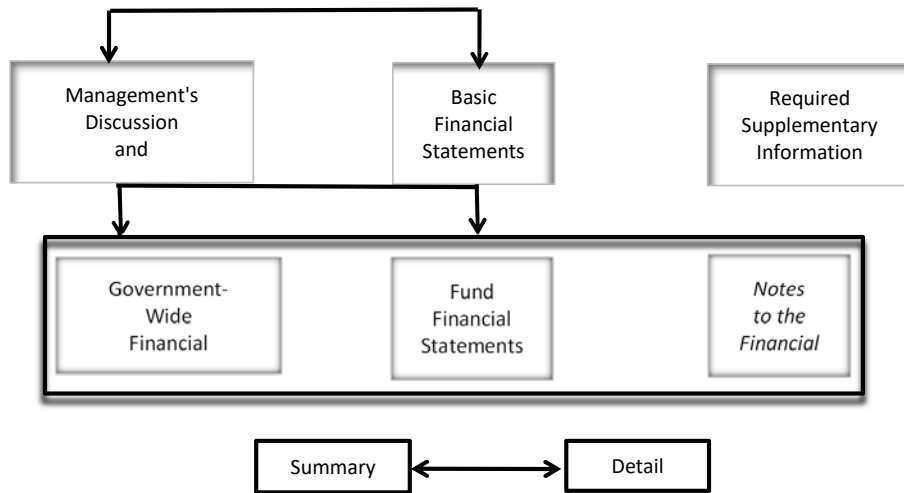 Management's
Discussion
and
Basic
Financial
Statements
Required
Supplementary
Information
Government-
Wide
Financial
Fund
Financial
Statements
Notes
to the
Financial
Summary
Detail